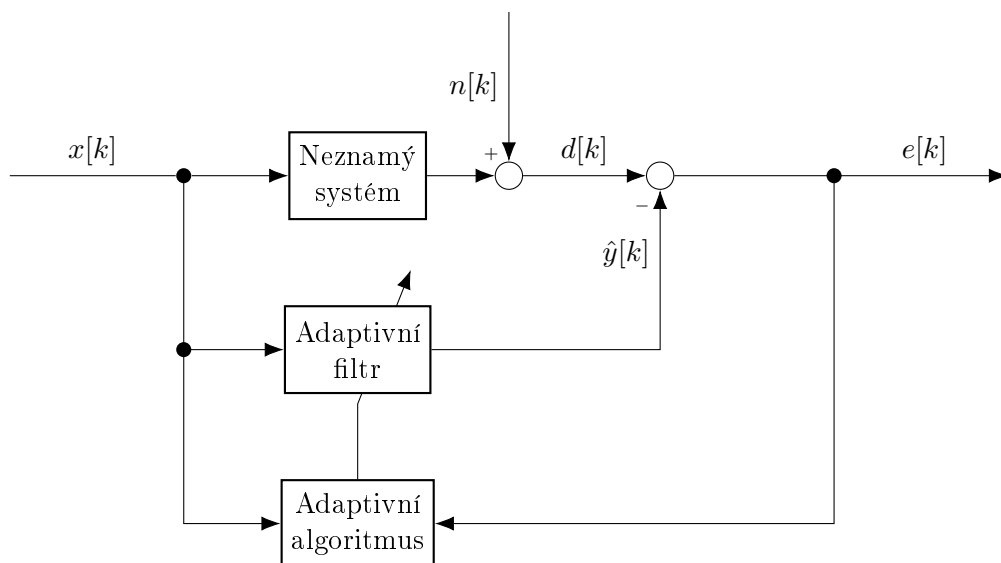 n[k]
x[k]
Neznamý
systém
+
d[k]
−
e[k]
ŷ[k]
Adaptivní
filtr
Adaptivní
algoritmus